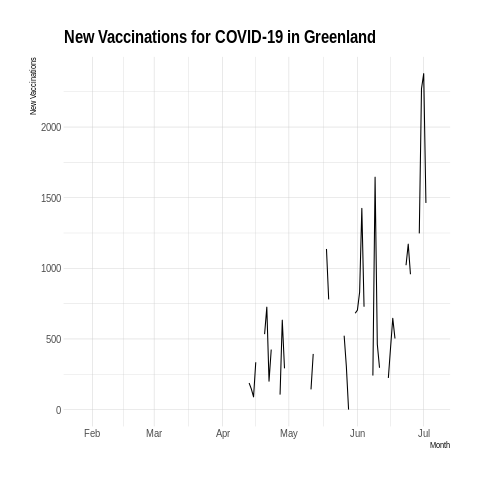 New Vaccinations for COVID-19 in Greenland
New Vaccinations
2000
1500
1000
500
0
Feb Mar Apr May Jun Jul
Month